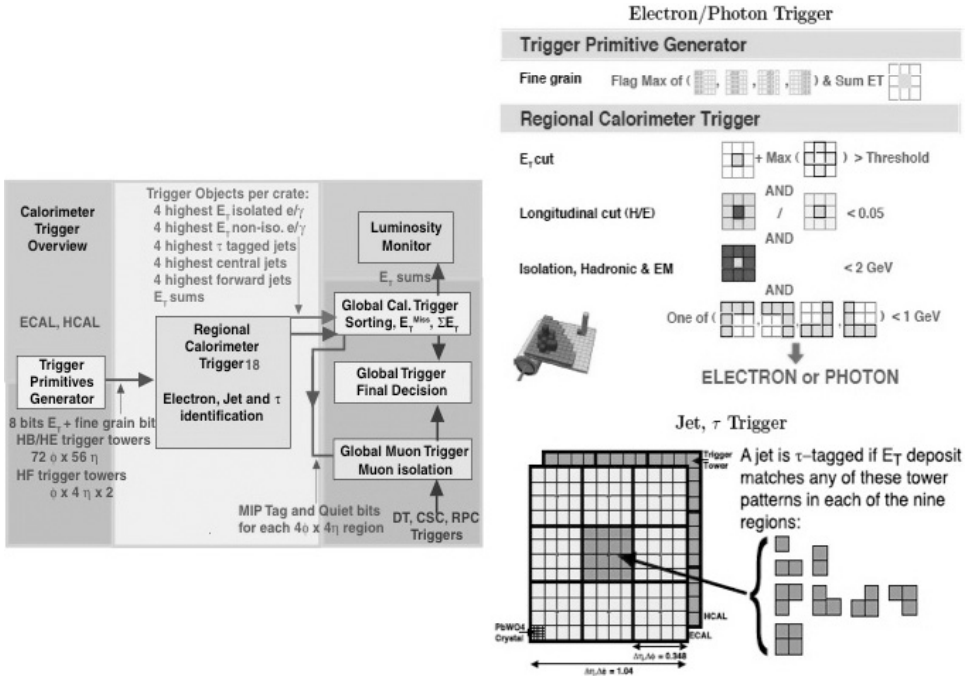 Calorimeter
Trigger
Overview
Trigger Objects per crate:
4 highest E_T isolated e/γ
4 highest E_T non-iso. e/γ
4 highest τ tagged jets
4 highest central jets
4 highest forward jets
E_T sums
Luminosity
Monitor
E_T sums
ECAL, HCAL
Global Cal. Trigger
Sorting, E_T^Miss, ΣE_T
Regional
Calorimeter
Trigger18
Electron, Jet and τ
identification
Trigger
Primitives
Generator
Global Trigger
Final Decision
8 bits E_T + fine grain bit
HB/HE trigger towers
72 ϕ x 56 η
HF trigger towers
ϕ x 4 η x 2
Global Muon Trigger
Muon isolation
MIP Tag and Quiet bits
for each 4ϕ x 4η region
DT, CSC, RPC
Triggers
Electron/Photon Trigger
Trigger Primitive Generator
Fine grain Flag Max of ( , , , ) & Sum ET
Regional Calorimeter Trigger
E_T cut + Max ( ) > Threshold
AND
Longitudinal cut (H/E) / < 0.05
AND
Isolation, Hadronic & EM < 2 GeV
AND
One of ( , , , ) < 1 GeV
ELECTRON or PHOTON
Jet, τ Trigger
Trigger
Tower
A jet is τ–tagged if E_T deposit
matches any of these tower
patterns in each of the nine
regions:
PbWO4
Crystal
HCAL
ECAL
Δη,Δϕ = 0.348
Δη,Δϕ = 1.04